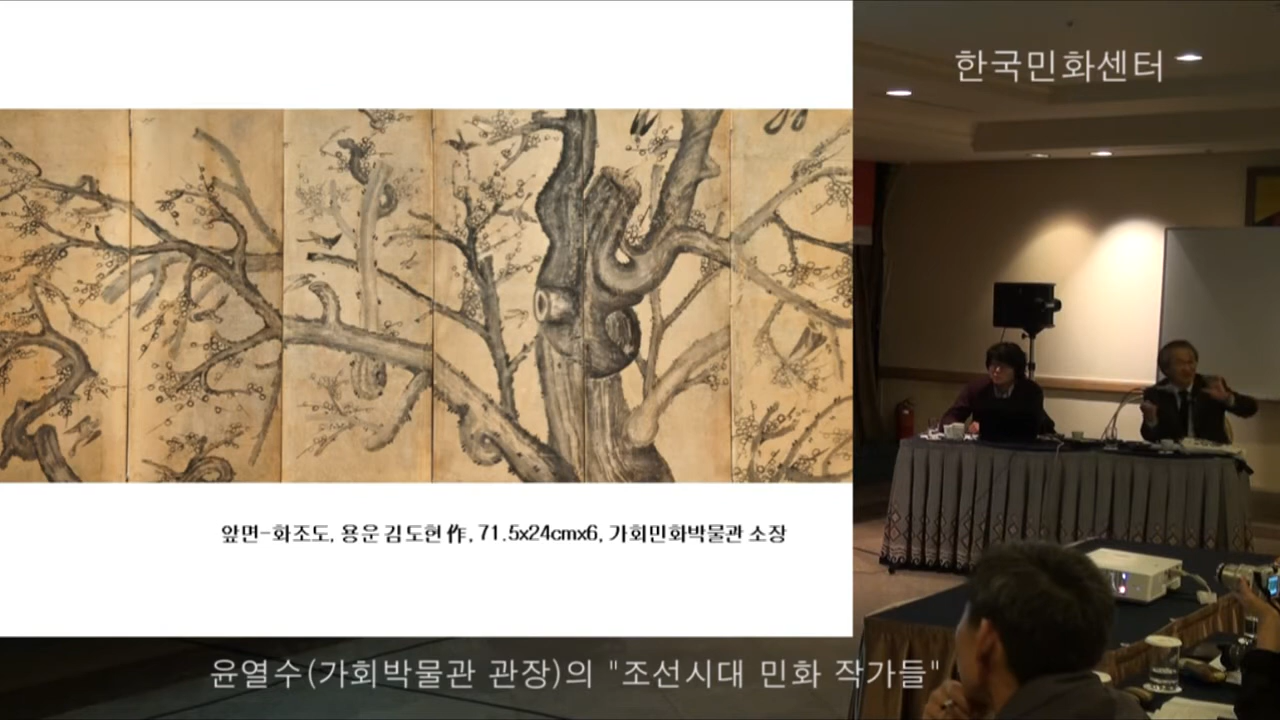 한국민화센터
앞면-화조도, 용운 김도현 作, 71.5x24cmx6, 가회민화박물관 소장
윤열수(가회박물관 관장)의 "조선시대 민화 작가들"